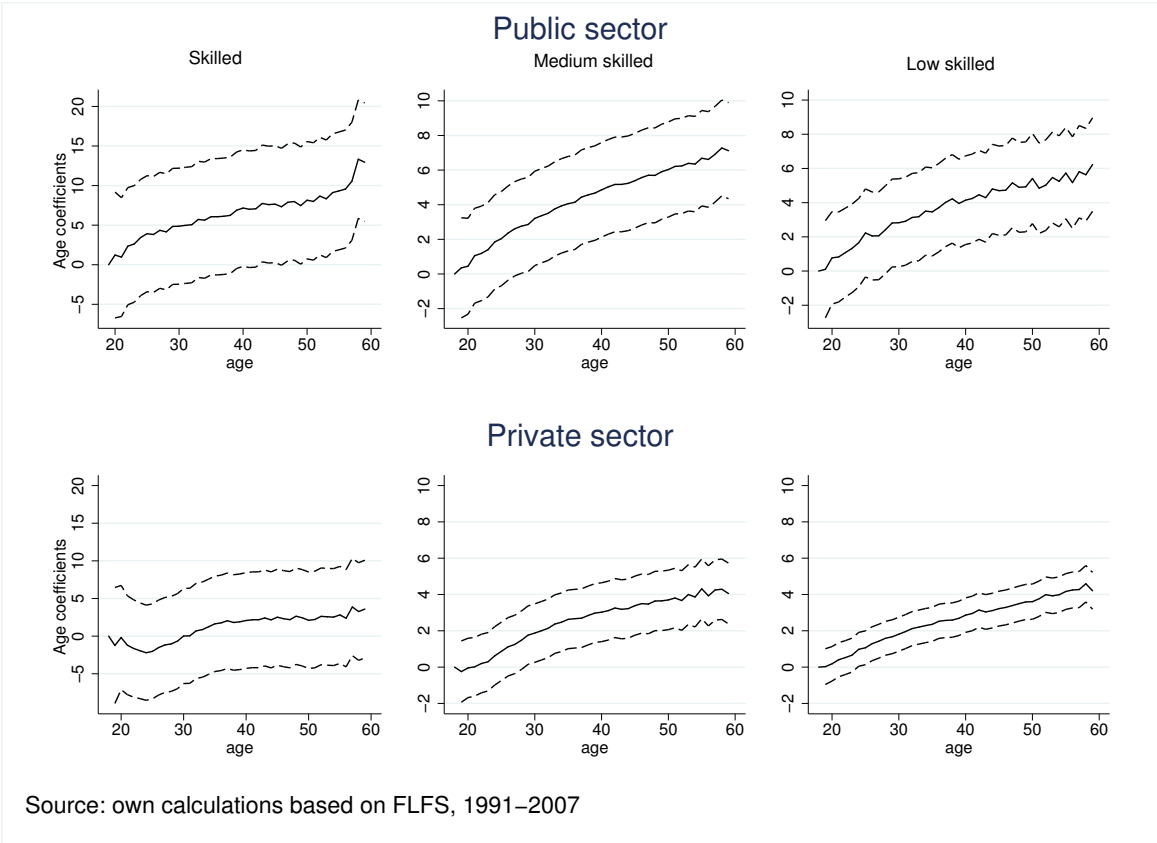 Public sector
Skilled
Medium skilled
Low skilled
Age coefficients
20
15
10
5
0
−5
20 30 40 50 60
age
10
8
6
4
2
0
−2
20 30 40 50 60
age
10
8
6
4
2
0
−2
20 30 40 50 60
age
Private sector
Age coefficients
20
15
10
5
0
−5
20 30 40 50 60
age
10
8
6
4
2
0
−2
20 30 40 50 60
age
10
8
6
4
2
0
−2
20 30 40 50 60
age
Source: own calculations based on FLFS, 1991−2007